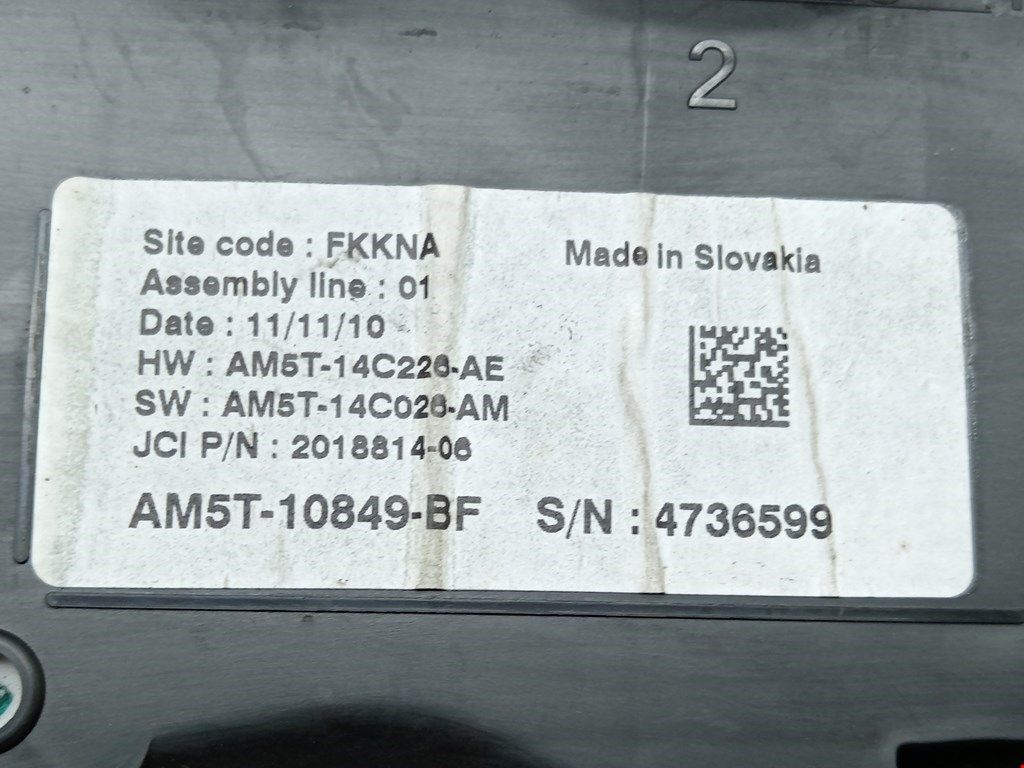 2
Site code : FKKNA
Made in Slovakia
Assembly line : 01
Date : 11/11/10
HW : AM5T-14C226-AE
SW : AM5T-14C026-AM
JCI P/N : 2018814-06
AM5T-10849-BF
S/N : 4736599